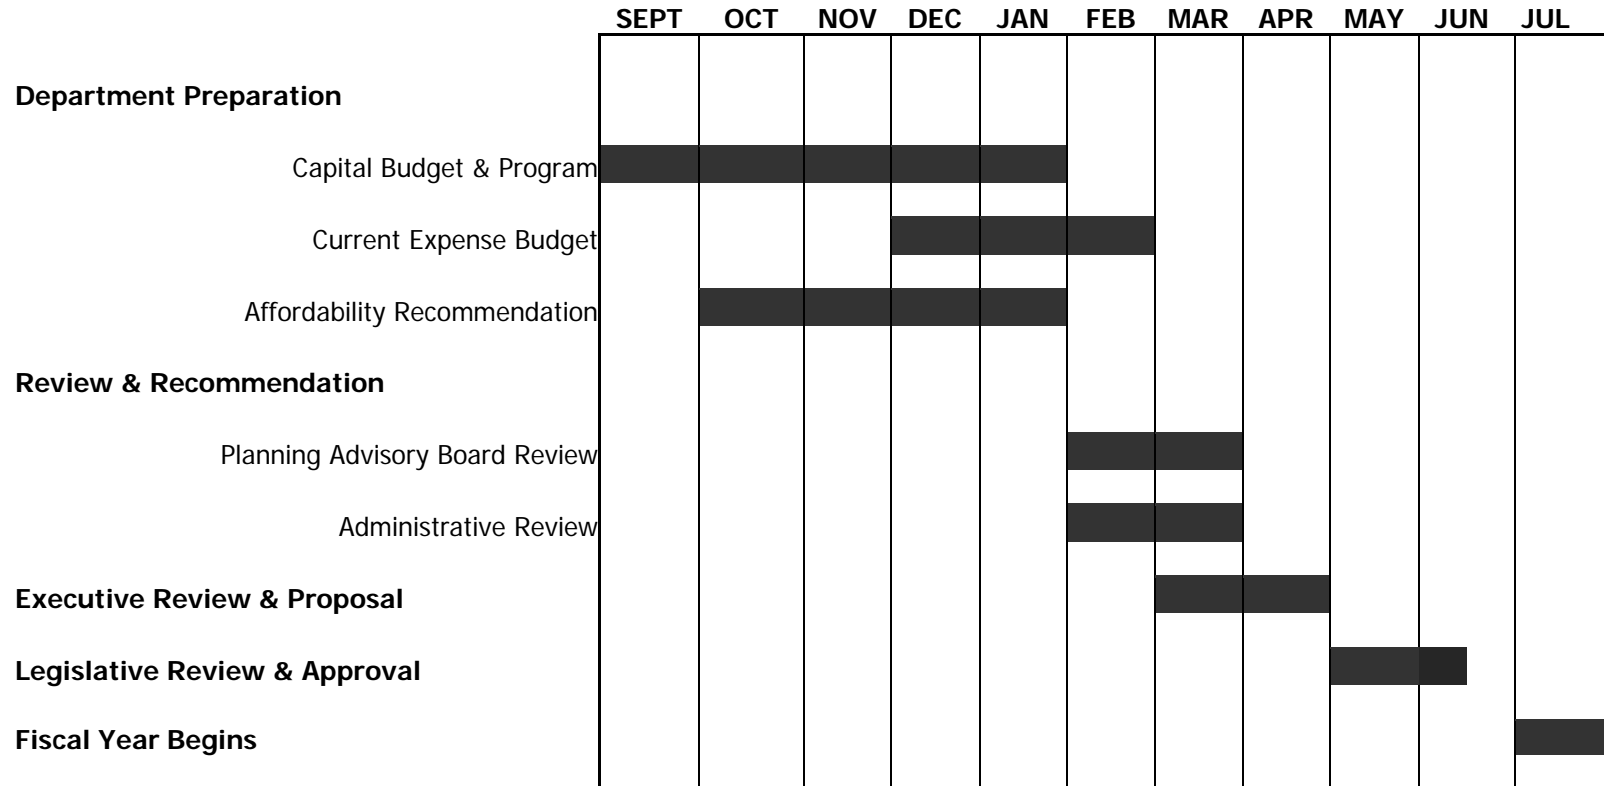 SEPT OCT NOV DEC JAN FEB MAR APR MAY JUN JUL
Department Preparation
Capital Budget & Program
Current Expense Budget
Affordability Recommendation
Review & Recommendation
Planning Advisory Board Review
Administrative Review
Executive Review & Proposal
Legislative Review & Approval
Fiscal Year Begins